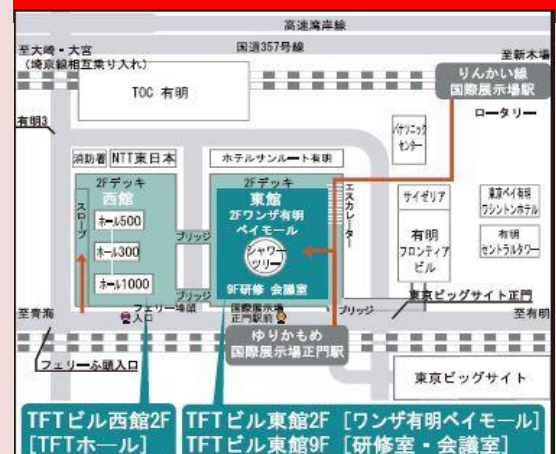 高速湾岸線
至大崎・大宮
(埼京線相互乗り入れ)
国道357号線
至新木場
りんかい線
国際展示場駅
TOC 有明
ロータリー
有明3
パナソニック
センター
消防署
NTT東日本
ホテルサンルート有明
2Fデッキ
西館
スロープ
ホール500
ホール300
ホール1000
ブリッジ
ブリッジ
2Fデッキ
東館
2Fワンザ有明
ベイモール
シャワー
ツリー
9F研修 会議室
エスカレーター
サイゼリア
有明
フロンティア
ビル
東京ベイ有明
ワシントンホテル
有明
セントラルタワー
ブリッジ
東京ビッグサイト正門
至青海
フェリー埠頭
入口
国際展示場
正門駅前
至有明
ゆりかもめ
国際展示場正門駅
フェリーふ頭入口
東京ビッグサイト
TFTビル西館2F
[TFTホール]
TFTビル東館2F [ワンザ有明ベイモール]
TFTビル東館9F [研修室・会議室]